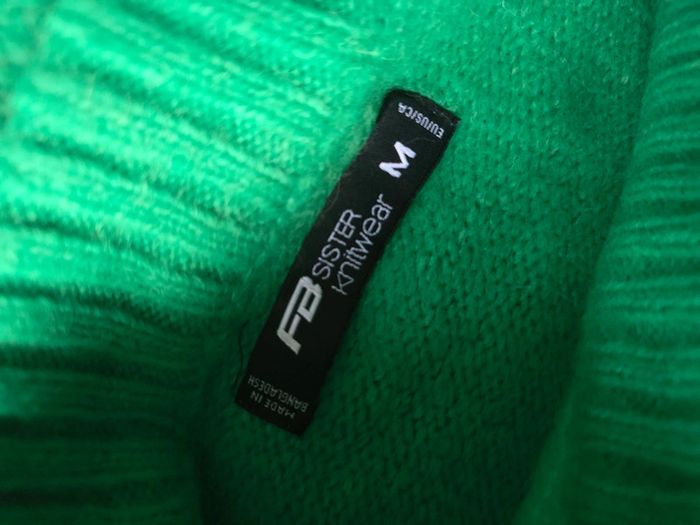 EU/US/CA
M
FB SISTER
Knitwear
MADE IN
BANGLADESH